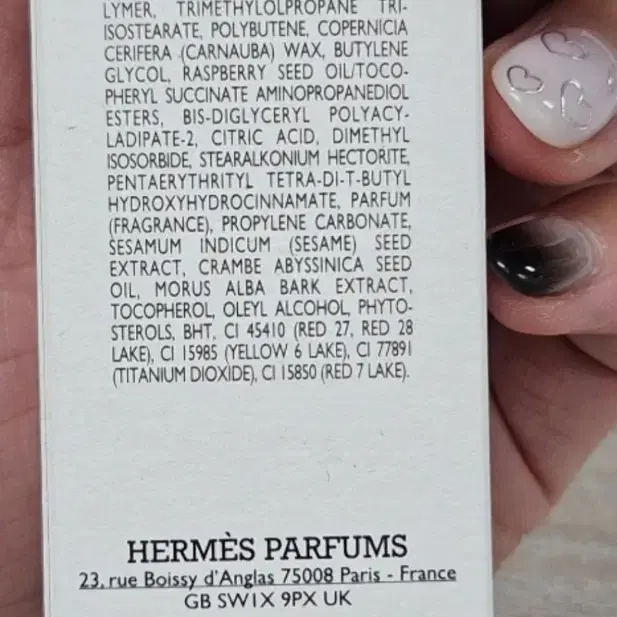 LYMER, TRIMETHYLOLPROPANE TRI-
ISOSTEARATE, POLYBUTENE, COPERNICIA
CERIFERA (CARNAUBA) WAX, BUTYLENE
GLYCOL, RASPBERRY SEED OIL/TOCO-
PHERYL SUCCINATE AMINOPROPANEDIOL
ESTERS, BIS-DIGLYCERYL POLYACY-
LADIPATE-2, CITRIC ACID, DIMETHYL
ISOSORBIDE, STEARALKONIUM HECTORITE,
PENTAERYTHRITYL TETRA-DI-T-BUTYL
HYDROXYHYDROCINNAMATE, PARFUM
(FRAGRANCE), PROPYLENE CARBONATE,
SESAMUM INDICUM (SESAME) SEED
EXTRACT, CRAMBE ABYSSINICA SEED
OIL, MORUS ALBA BARK EXTRACT,
TOCOPHEROL, OLEYL ALCOHOL, PHYTO-
STEROLS, BHT, CI 45410 (RED 27, RED 28
LAKE), CI 15985 (YELLOW 6 LAKE), CI 77891
(TITANIUM DIOXIDE), CI 15850 (RED 7 LAKE).
HERMÈS PARFUMS
23, rue Boissy d'Anglas 75008 Paris - France
GB SW1X 9PX UK